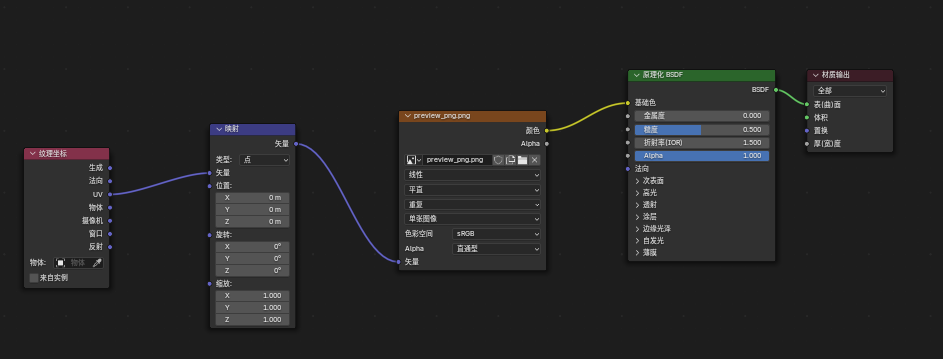 纹理坐标
生成
法向
UV
物体
摄像机
窗口
反射
物体:
物体
来自实例
映射
矢量
类型: 点
矢量
位置:
X 0 m
Y 0 m
Z 0 m
旋转:
X 0°
Y 0°
Z 0°
缩放:
X 1.000
Y 1.000
Z 1.000
preview_png.png
颜色
Alpha
preview_png.png
线性
平直
重复
单张图像
色彩空间 sRGB
Alpha 直通型
矢量
原理化 BSDF
BSDF
基础色
金属度 0.000
糙度 0.500
折射率(IOR) 1.500
Alpha 1.000
法向
次表面
高光
透射
涂层
边缘光泽
自发光
薄膜
材质输出
全部
表(曲)面
体积
置换
厚(宽)度